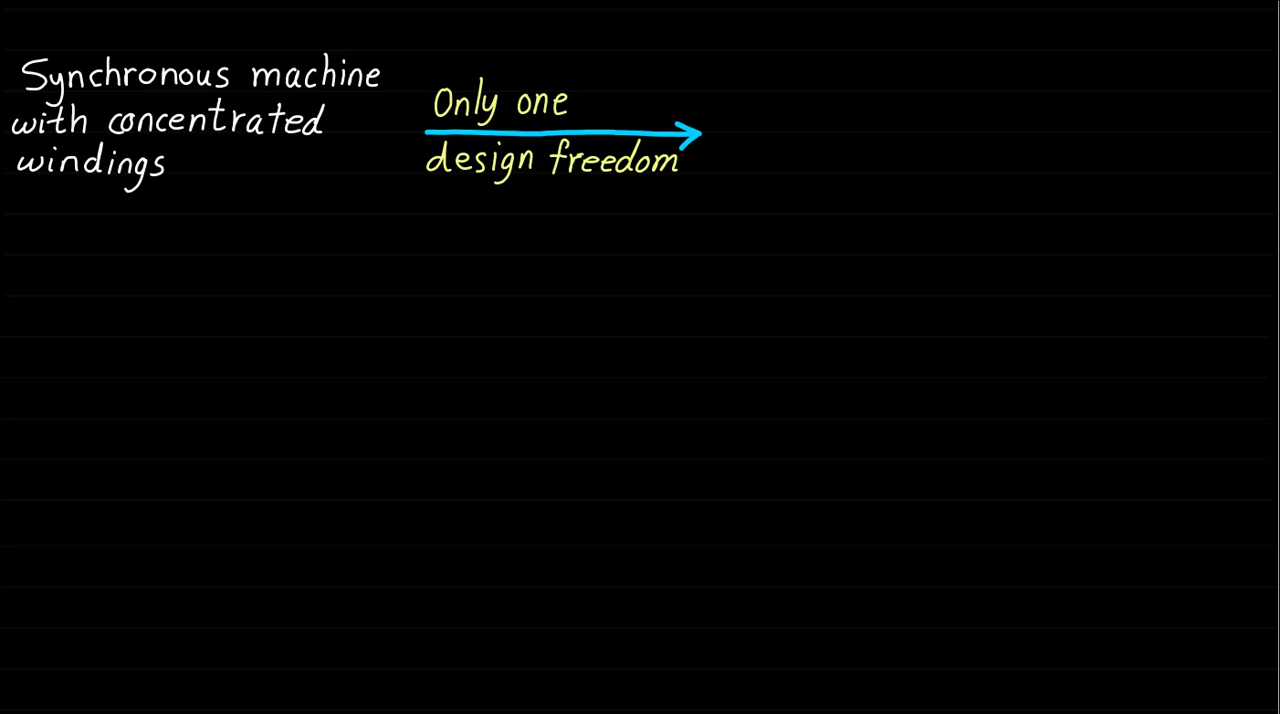 Synchronous machine
with concentrated
windings
Only one
design freedom